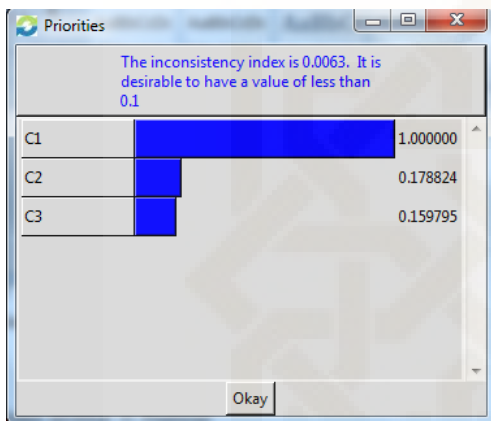 Priorities
The inconsistency index is 0.0063. It is
desirable to have a value of less than
0.1
C1 1.000000
C2 0.178824
C3 0.159795
Okay